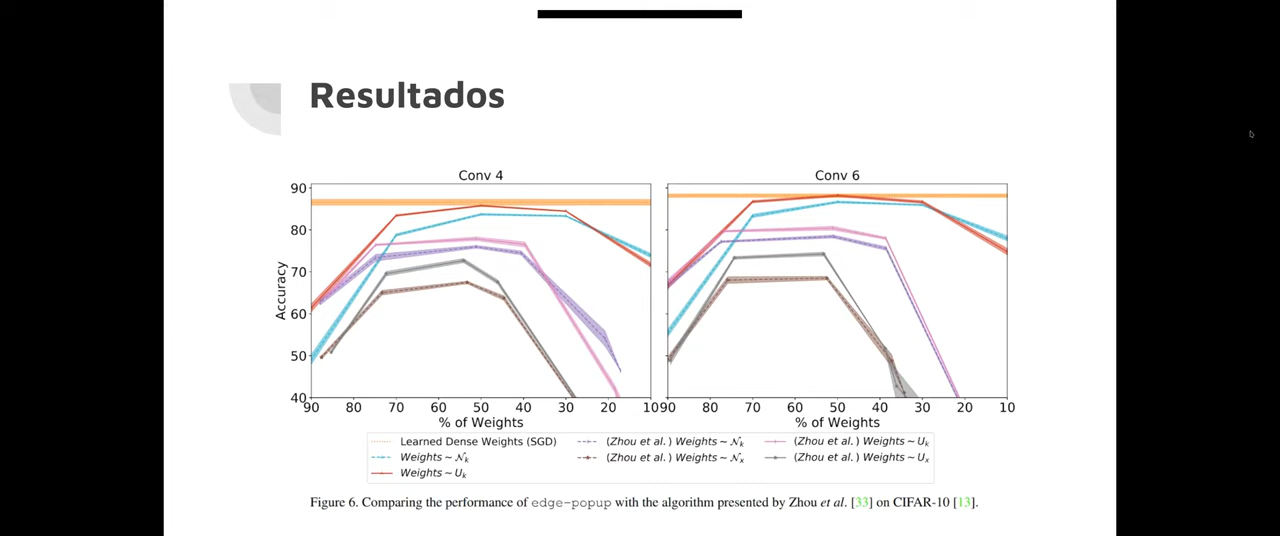 Resultados
Conv 4
Conv 6
Accuracy
90
80
70
60
50
40
90 80 70 60 50 40 30 20 10
90 80 70 60 50 40 30 20 10
% of Weights
% of Weights
Learned Dense Weights (SGD)
Weights ~ 𝒩k
Weights ~ Uk
(Zhou et al.) Weights ~ 𝒩k
(Zhou et al.) Weights ~ 𝒩x
(Zhou et al.) Weights ~ Uk
(Zhou et al.) Weights ~ Ux
Figure 6. Comparing the performance of edge-popup with the algorithm presented by Zhou et al. [33] on CIFAR-10 [13].